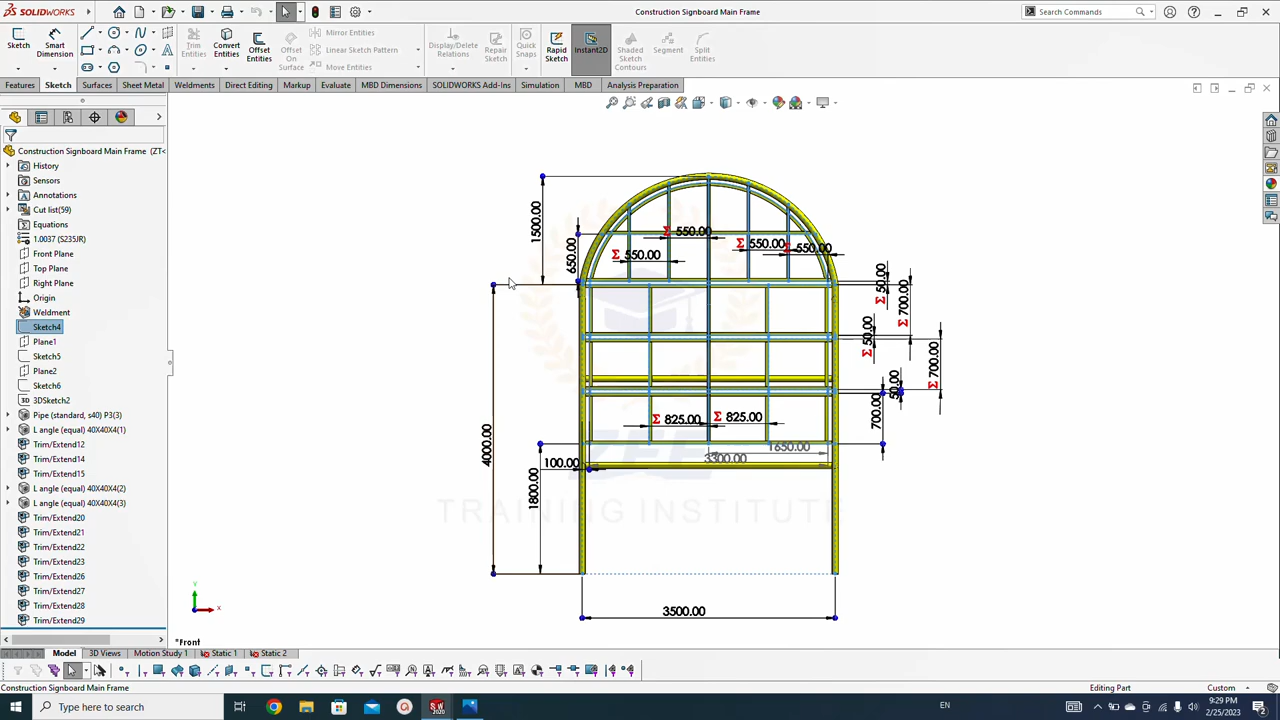 SOLIDWORKS
Construction Signboard Main Frame
Search Commands
Sketch
Smart Dimension
Trim Entities
Convert Entities
Offset Entities
Offset On Surface
Mirror Entities
Linear Sketch Pattern
Move Entities
Display/Delete Relations
Repair Sketch
Quick Snaps
Rapid Sketch
Instant2D
Shaded Sketch Contours
Segment
Split Entities
Features
Sketch
Surfaces
Sheet Metal
Weldments
Direct Editing
Markup
Evaluate
MBD Dimensions
SOLIDWORKS Add-Ins
Simulation
MBD
Analysis Preparation
Construction Signboard Main Frame (ZT<
History
Sensors
Annotations
Cut list(59)
Equations
1.0037 (S235JR)
Front Plane
Top Plane
Right Plane
Origin
Weldment
Sketch4
Plane1
Sketch5
Plane2
Sketch6
3DSketch2
Pipe (standard, s40) P3(3)
L angle (equal) 40X40X4(1)
Trim/Extend12
Trim/Extend14
Trim/Extend15
L angle (equal) 40X40X4(2)
L angle (equal) 40X40X4(3)
Trim/Extend20
Trim/Extend21
Trim/Extend22
Trim/Extend23
Trim/Extend26
Trim/Extend27
Trim/Extend28
Trim/Extend29
1500.00
650.00
Σ 550.00
Σ 550.00
Σ 550.00
Σ 550.00
Σ 50.00
Σ 700.00
Σ 50.00
Σ 700.00
50.00
700.00
4000.00
Σ 825.00
Σ 825.00
1650.00
3300.00
100.00
1800.00
3500.00
ZEE
TRAINING INSTITUTE
Y
X
*Front
Model
3D Views
Motion Study 1
Static 1
Static 2
Construction Signboard Main Frame
Editing Part
Custom
Type here to search
EN
9:29 PM
2/25/2023